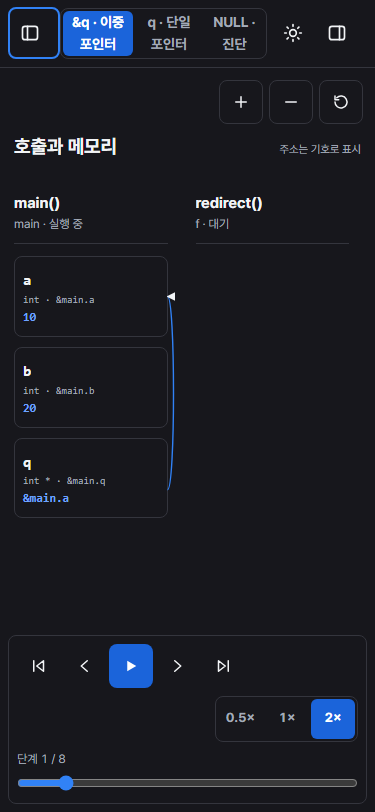 &q · 이중
포인터
q · 단일
포인터
NULL ·
진단
호출과 메모리
주소는 기호로 표시
main()
main · 실행 중
redirect()
f · 대기
a
int · &main.a
10
b
int · &main.b
20
q
int * · &main.q
&main.a
0.5×
1×
2×
단계 1 / 8